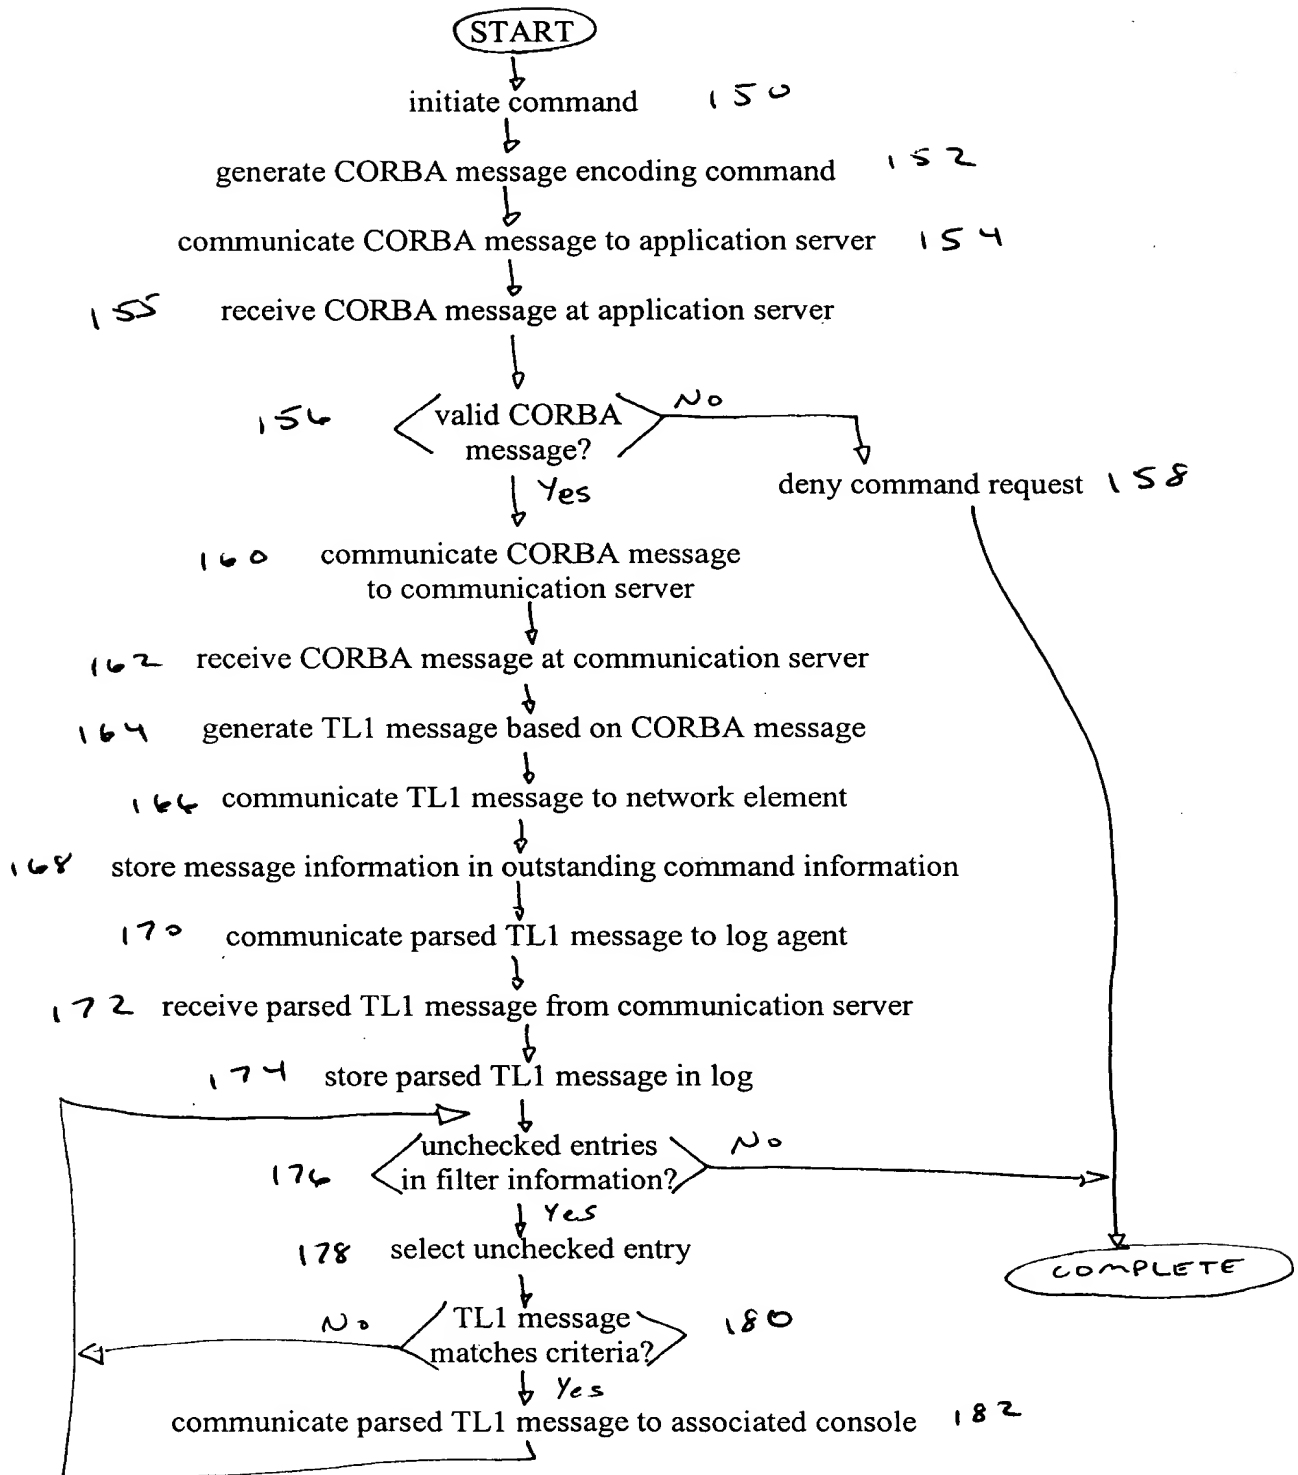 START
initiate command 150
generate CORBA message encoding command 152
communicate CORBA message to application server 154
155 receive CORBA message at application server
156 valid CORBA No
message?
Yes
deny command request 158
160 communicate CORBA message
to communication server
162 receive CORBA message at communication server
164 generate TL1 message based on CORBA message
166 communicate TL1 message to network element
168 store message information in outstanding command information
170 communicate parsed TL1 message to log agent
172 receive parsed TL1 message from communication server
174 store parsed TL1 message in log
unchecked entries No
176 in filter information?
Yes
178 select unchecked entry
COMPLETE
No TL1 message 180
matches criteria?
Yes
communicate parsed TL1 message to associated console 182